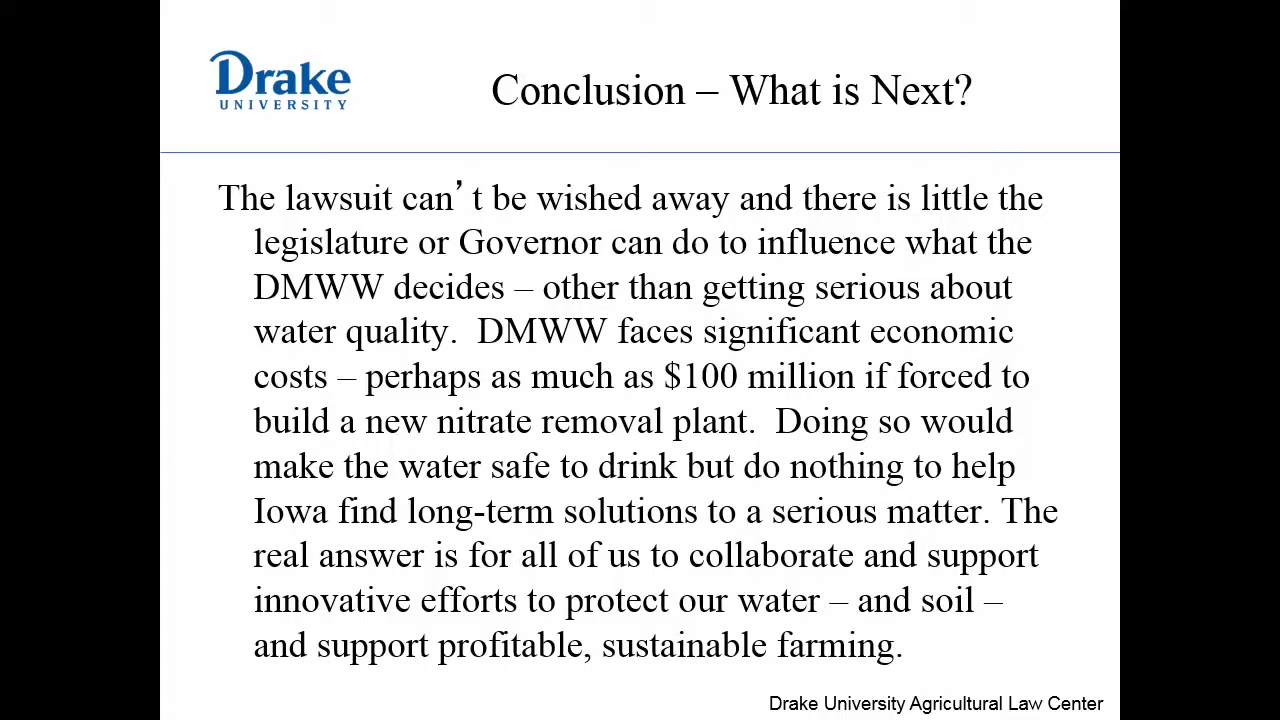 Drake
UNIVERSITY
Conclusion – What is Next?
The lawsuit can’t be wished away and there is little the
legislature or Governor can do to influence what the
DMWW decides – other than getting serious about
water quality.  DMWW faces significant economic
costs – perhaps as much as $100 million if forced to
build a new nitrate removal plant.  Doing so would
make the water safe to drink but do nothing to help
Iowa find long-term solutions to a serious matter. The
real answer is for all of us to collaborate and support
innovative efforts to protect our water – and soil –
and support profitable, sustainable farming.
Drake University Agricultural Law Center